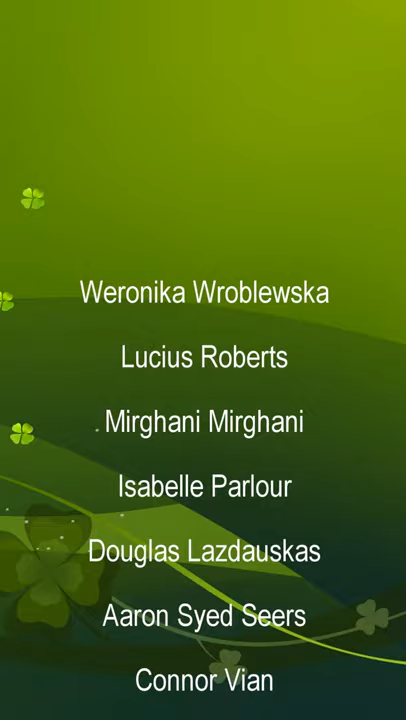 Weronika Wroblewska
Lucius Roberts
Mirghani Mirghani
Isabelle Parlour
Douglas Lazdauskas
Aaron Syed Seers
Connor Vian